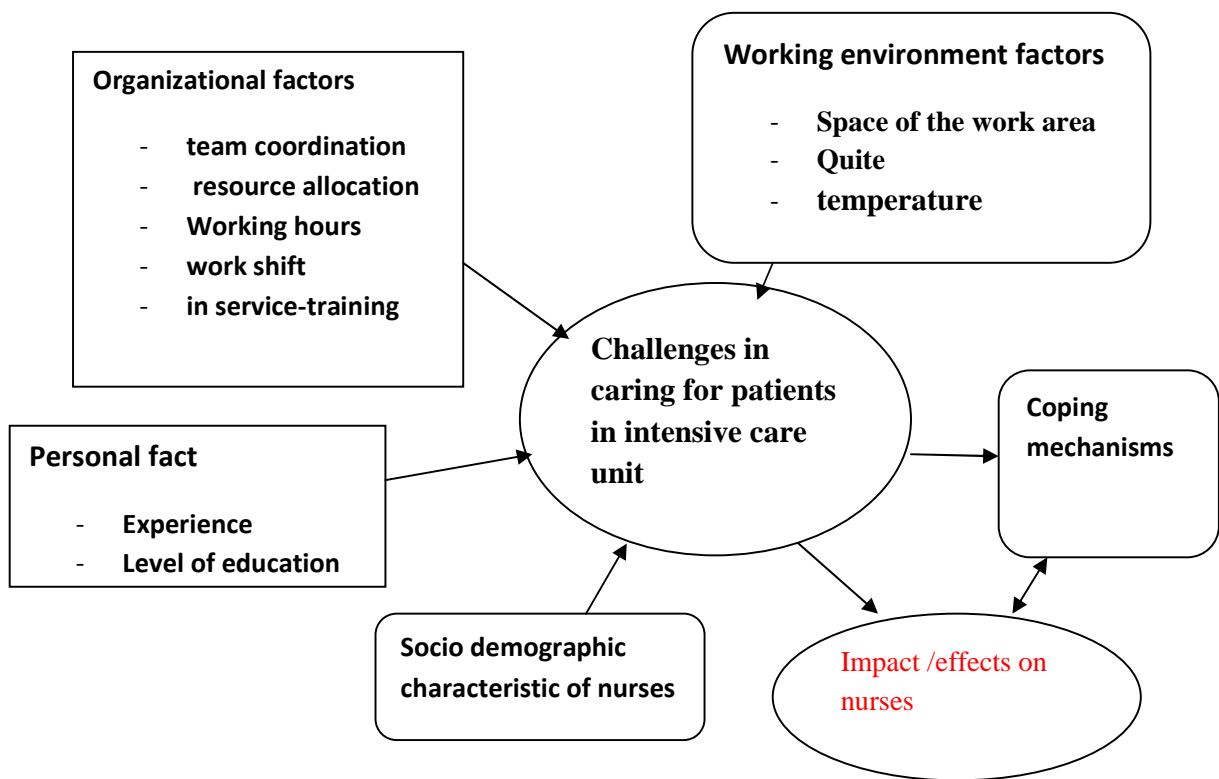 Organizational factors
- team coordination
- resource allocation
- Working hours
- work shift
- in service-training
Working environment factors
- Space of the work area
- Quite
- temperature
Challenges in
caring for patients
in intensive care
unit
Personal fact
- Experience
- Level of education
Coping
mechanisms
Socio demographic
characteristic of nurses
Impact /effects on
nurses